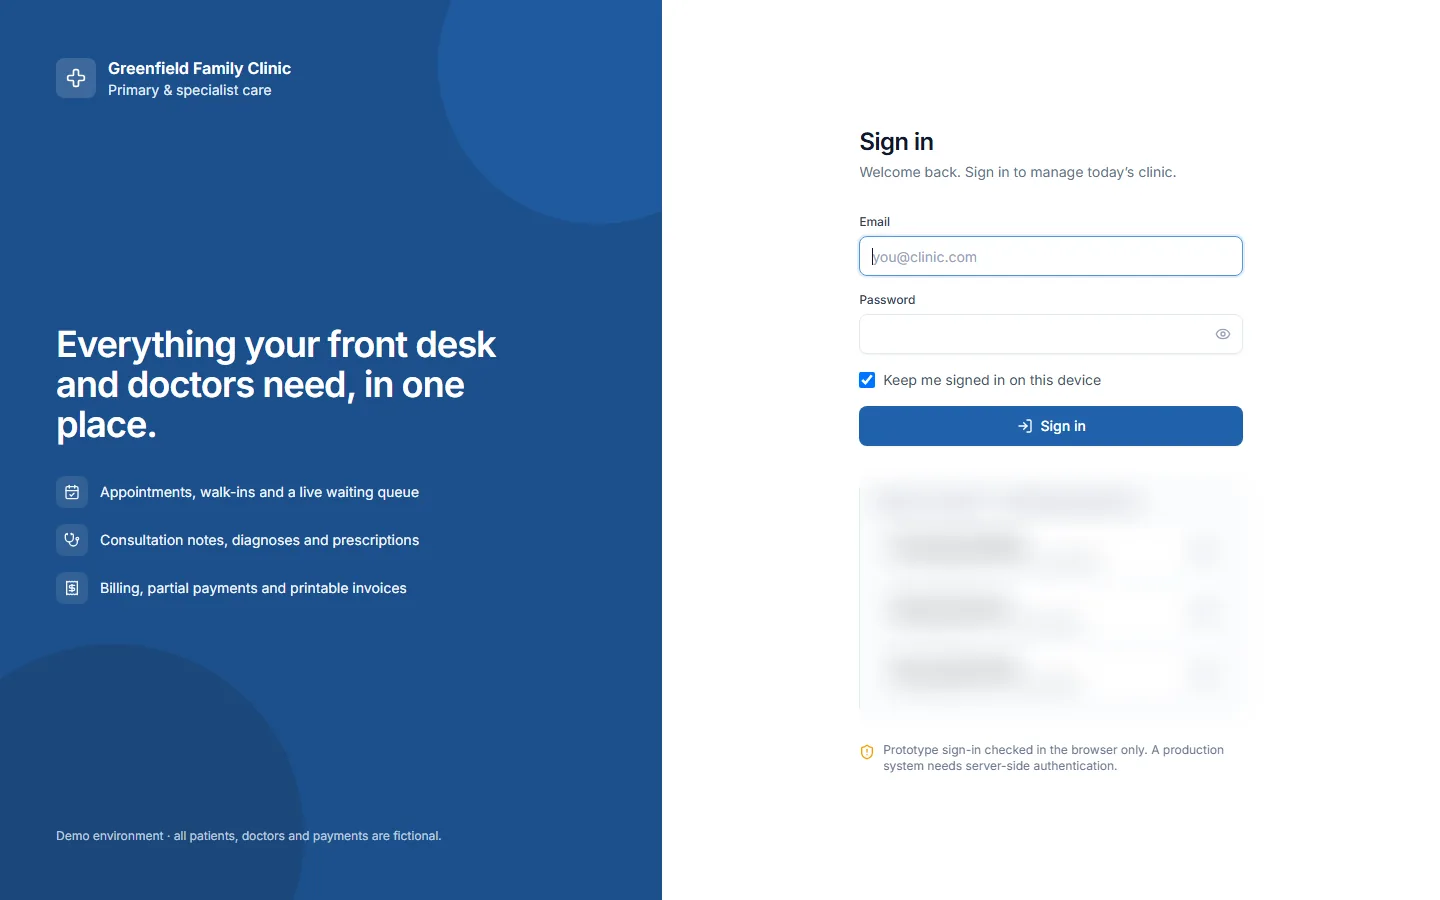 Greenfield Family Clinic
Primary & specialist care
Everything your front desk
and doctors need, in one
place.
Appointments, walk-ins and a live waiting queue
Consultation notes, diagnoses and prescriptions
Billing, partial payments and printable invoices
Demo environment · all patients, doctors and payments are fictional.
Sign in
Welcome back. Sign in to manage today’s clinic.
Email
you@clinic.com
Password
Keep me signed in on this device
Sign in
Prototype sign-in checked in the browser only. A production
system needs server-side authentication.